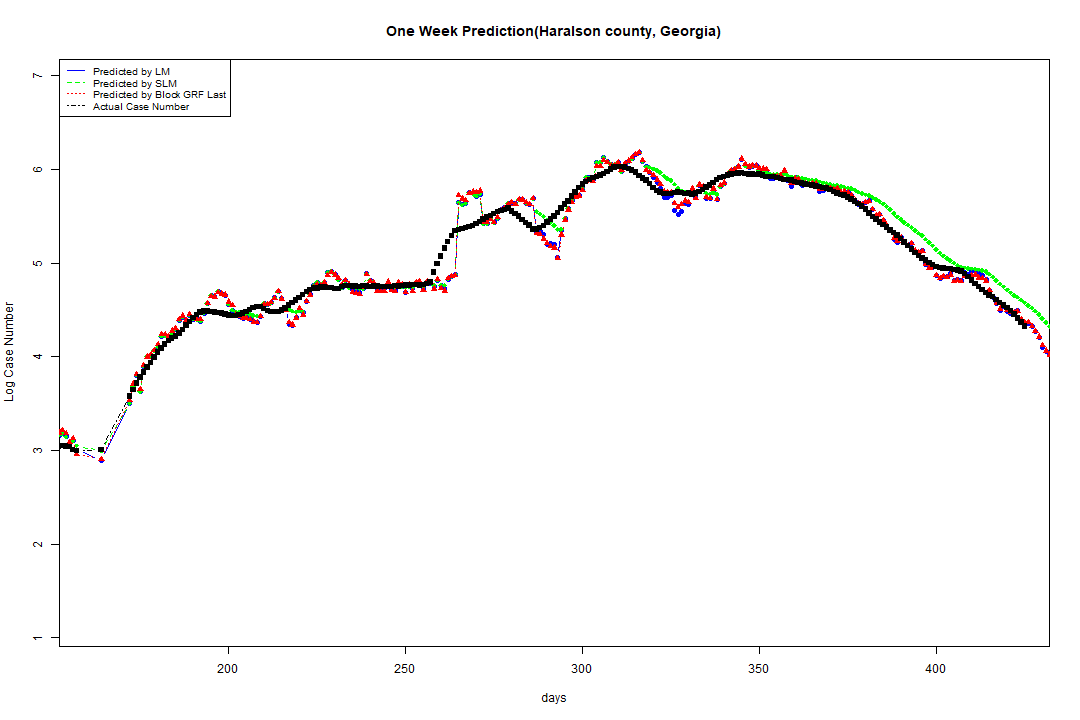 One Week Prediction(Haralson county, Georgia)
Predicted by LM
Predicted by SLM
Predicted by Block GRF Last
Actual Case Number
7
6
5
4
3
2
1
Log Case Number
200 250 300 350 400
days